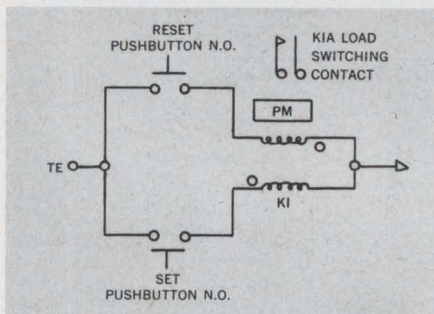 RESET
PUSHBUTTON N.O.
KIA LOAD
SWITCHING
CONTACT
PM
TE
KI
SET
PUSHBUTTON N.O.